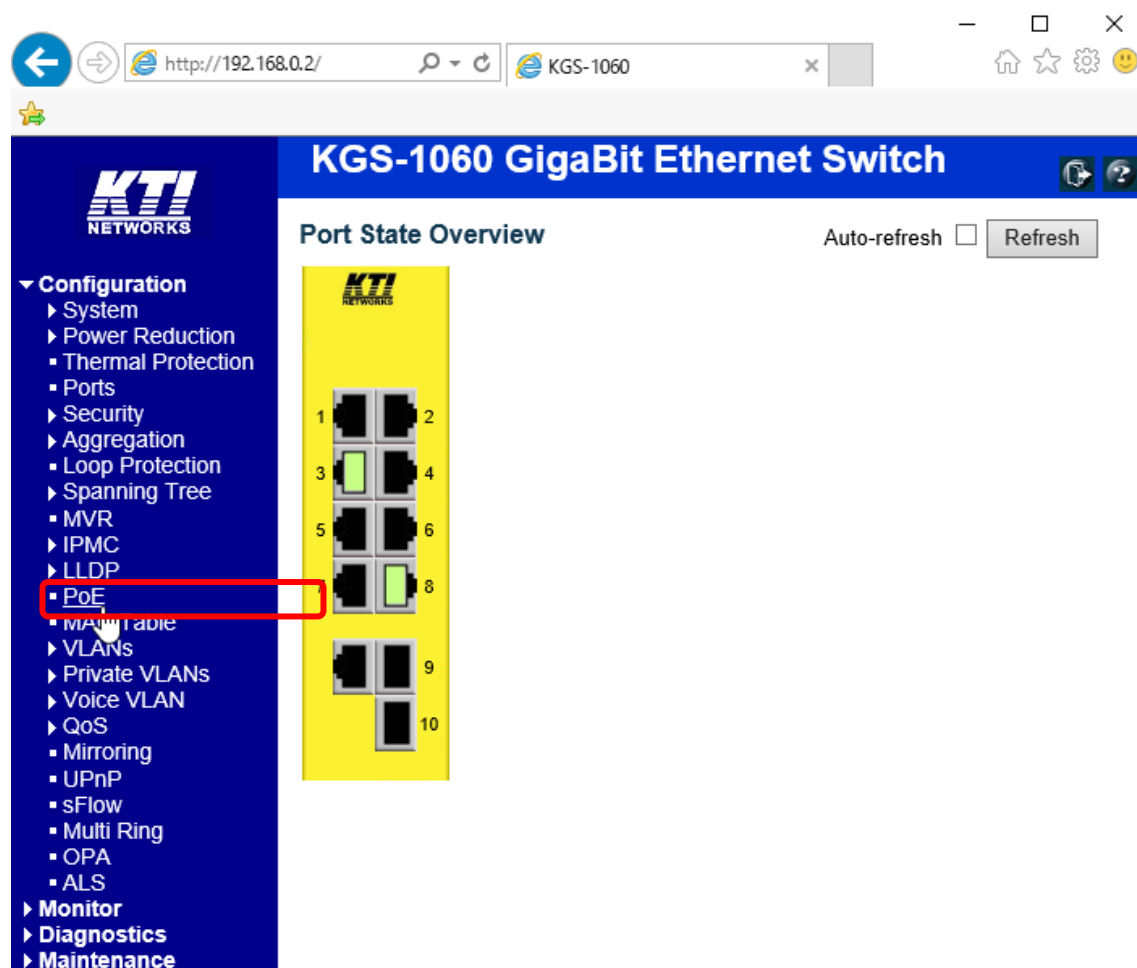 http://192.168.0.2/
KGS-1060
KGS-1060 GigaBit Ethernet Switch
KTI
NETWORKS
Port State Overview
Auto-refresh
Refresh
Configuration
System
Power Reduction
Thermal Protection
Ports
Security
Aggregation
Loop Protection
Spanning Tree
MVR
IPMC
LLDP
PoE
Table
VLANs
Private VLANs
Voice VLAN
QoS
Mirroring
UPnP
sFlow
Multi Ring
OPA
ALS
Monitor
Diagnostics
Maintenance
KTI
NETWORKS
1 2
3 4
5 6
8
9
10